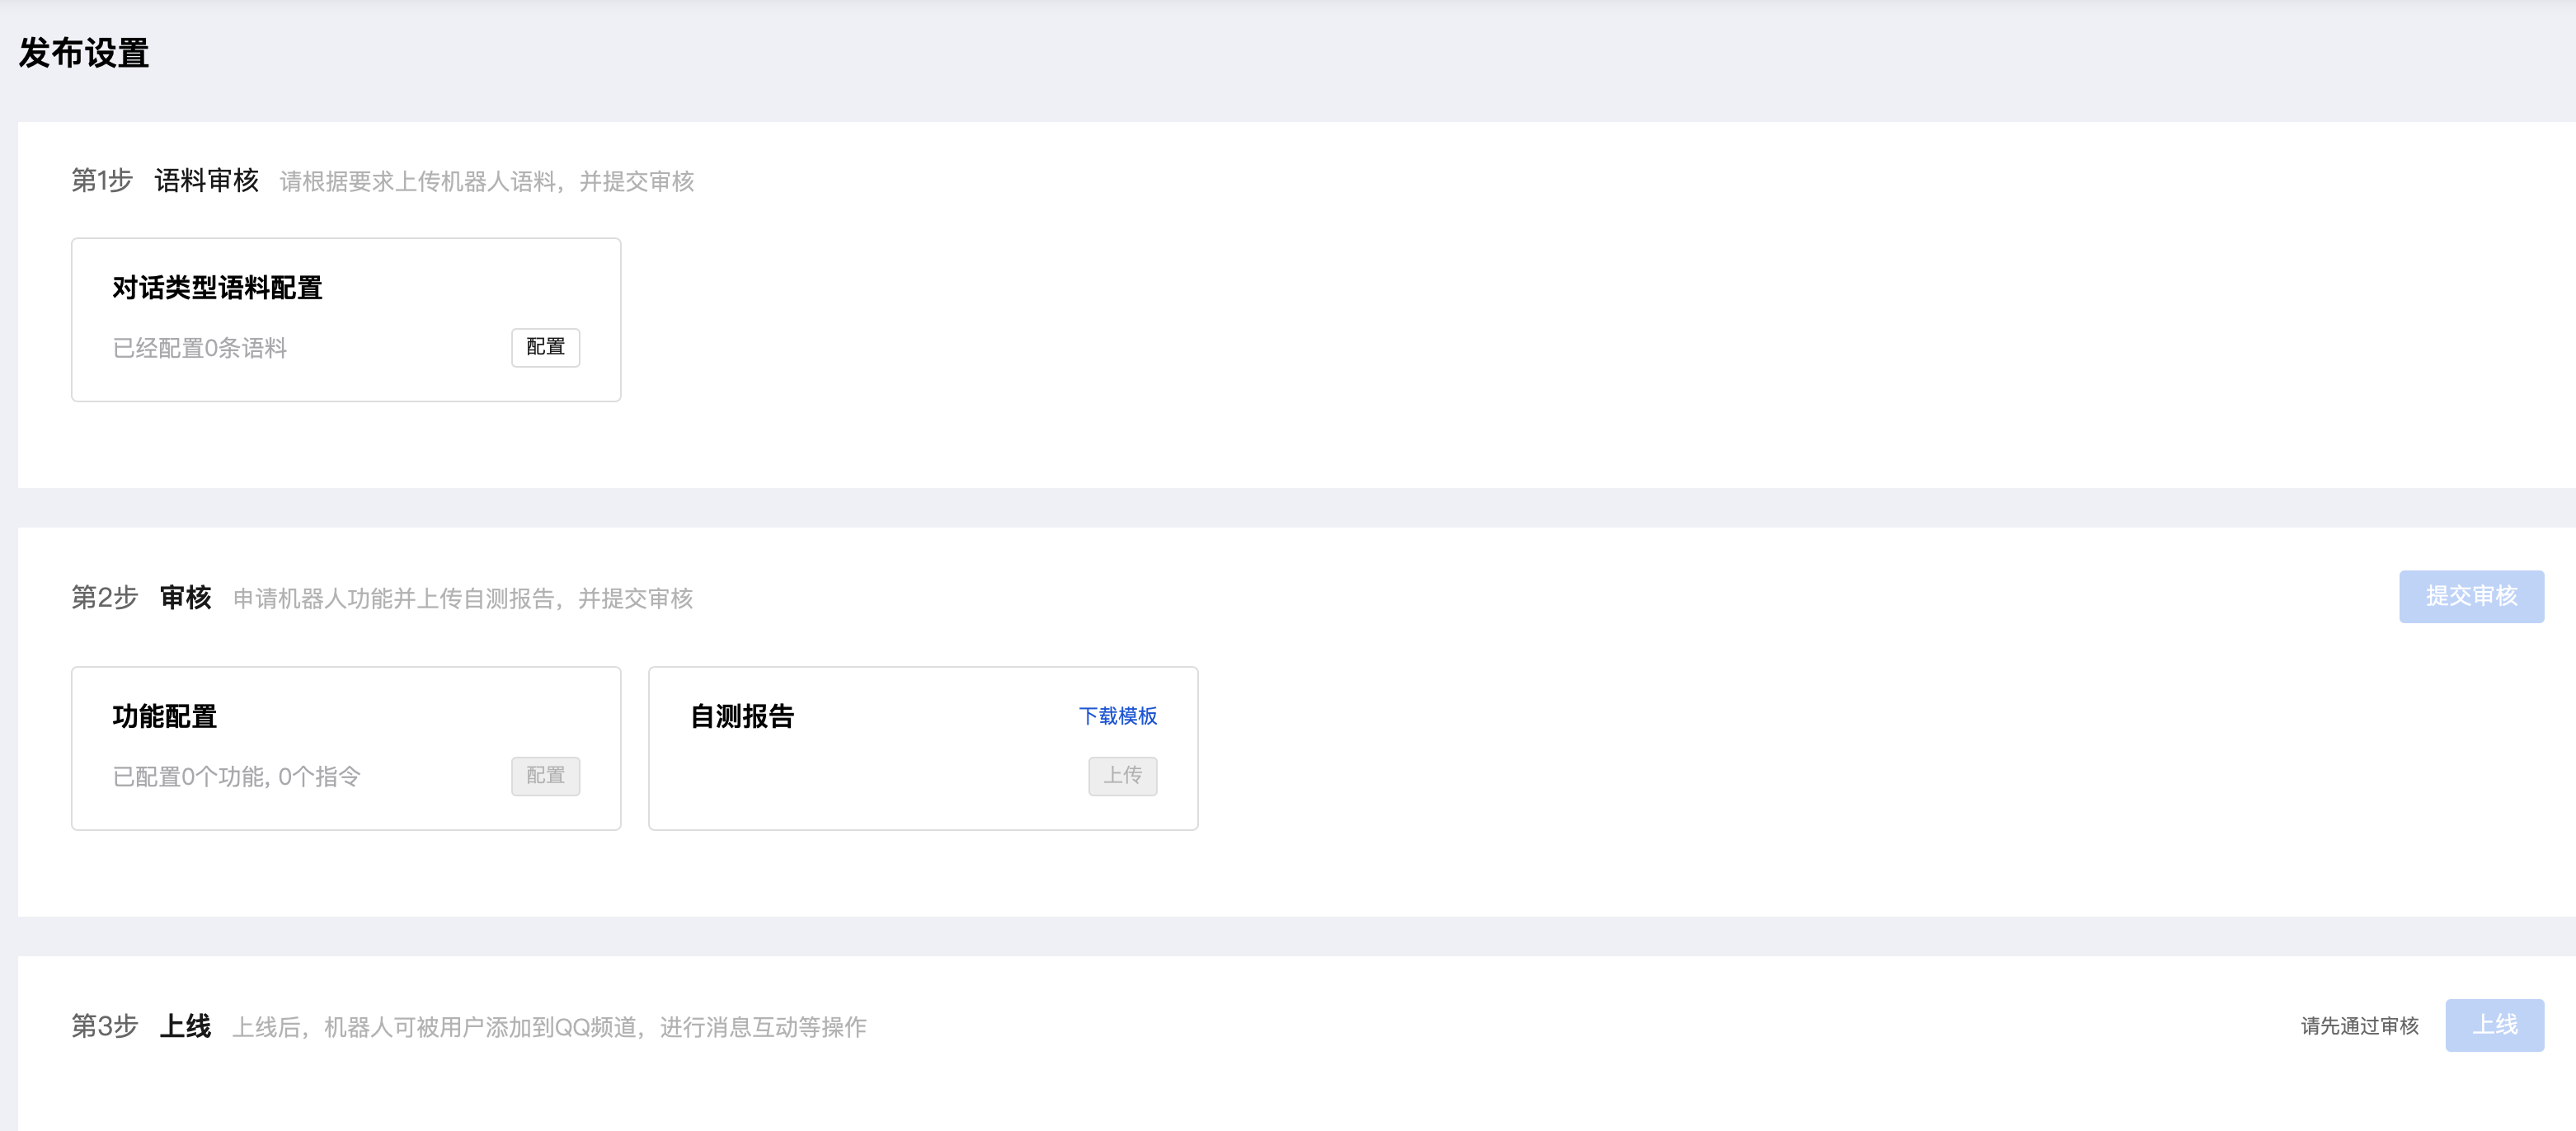 发布设置
第1步 语料审核 请根据要求上传机器人语料，并提交审核
对话类型语料配置
已经配置0条语料 配置
第2步 审核 申请机器人功能并上传自测报告，并提交审核 提交审核
功能配置
已配置0个功能, 0个指令 配置
自测报告 下载模板
上传
第3步 上线 上线后，机器人可被用户添加到QQ频道，进行消息互动等操作 请先通过审核 上线